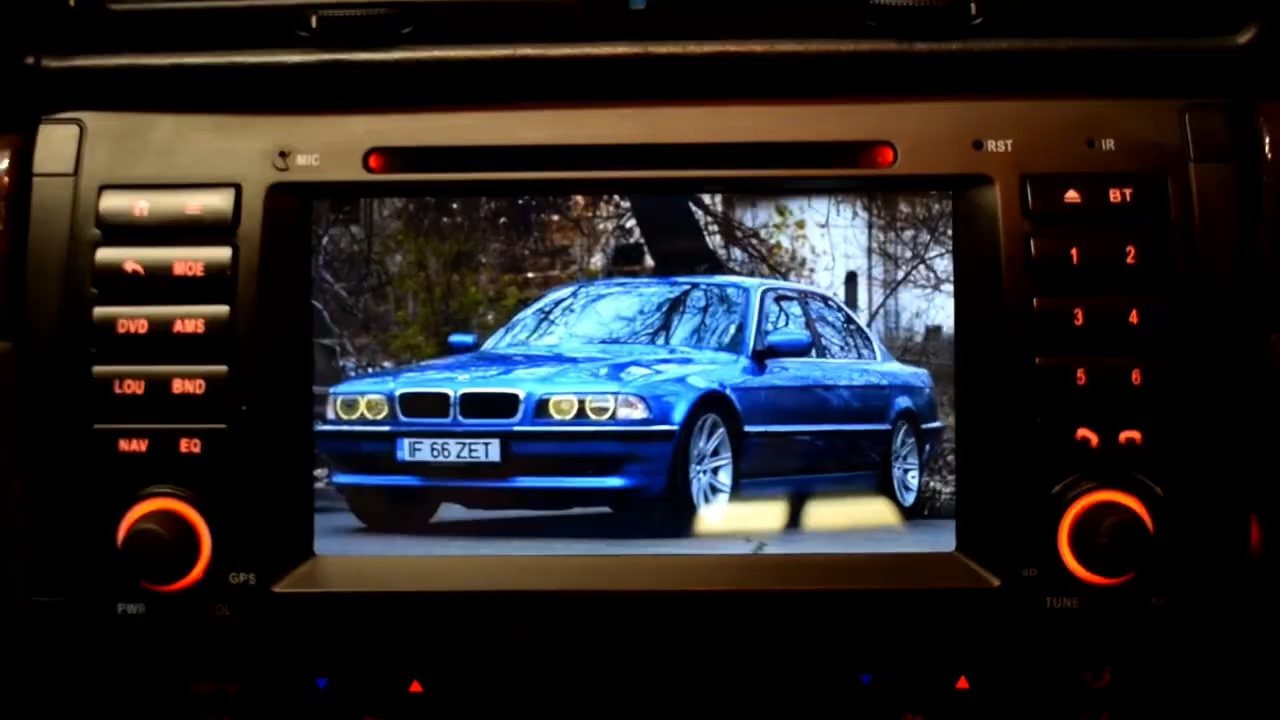 MIC
RST
IR
BT
MOE
1 2
DVD AMS
3 4
LOU BND
5 6
NAV EQ
IF 66 ZET
GPS
PWR
TUNE